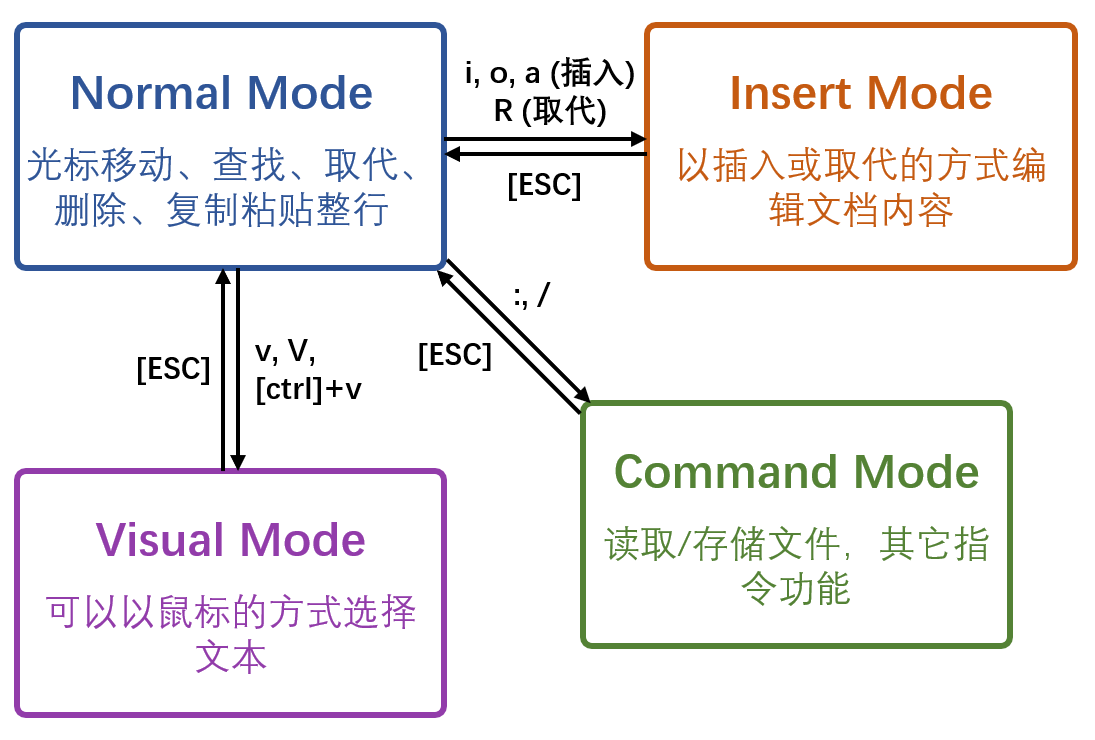 Normal Mode
光标移动、查找、取代、
删除、复制粘贴整行
i, o, a (插入)
R (取代)
[ESC]
Insert Mode
以插入或取代的方式编
辑文档内容
[ESC]
v, V,
[ctrl]+v
:, /
[ESC]
Visual Mode
可以以鼠标的方式选择
文本
Command Mode
读取/存储文件，其它指
令功能